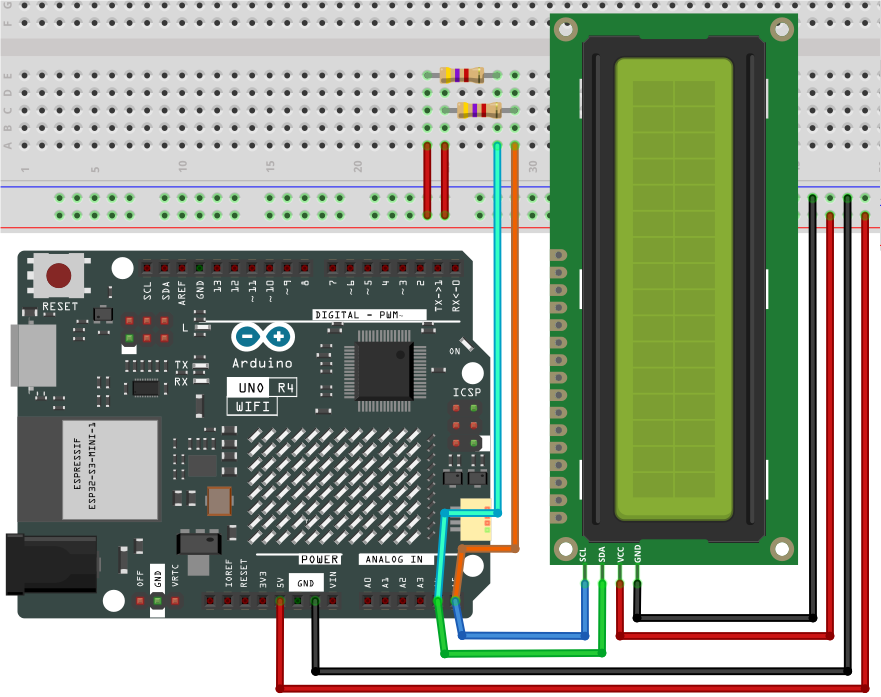 G
F
E
D
C
B
A
1
5
10
15
20
30
RESET
SCL
SDA
AREF
GND
13
12
~11
~10
~9
8
7
~6
~5
4
~3
2
TX->1
RX<-0
DIGITAL - PWM~
L
TX
RX
Arduino
ON
UNO R4
WIFI
ICSP
ESPRESSIF
ESP32-S3-MINI-1
OFF
GND
VRTC
IOREF
RESET
3V3
5V
GND
VIN
POWER
ANALOG IN
A0
A1
A2
A3
SCL
SDA
VCC
GND